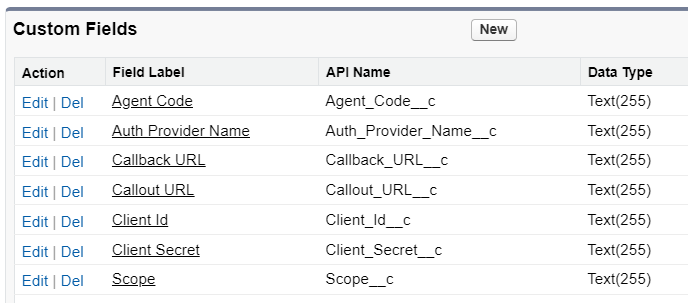 Custom Fields New
Action Field Label API Name Data Type
Edit | Del Agent Code Agent_Code__c Text(255)
Edit | Del Auth Provider Name Auth_Provider_Name__c Text(255)
Edit | Del Callback URL Callback_URL__c Text(255)
Edit | Del Callout URL Callout_URL__c Text(255)
Edit | Del Client Id Client_Id__c Text(255)
Edit | Del Client Secret Client_Secret__c Text(255)
Edit | Del Scope Scope__c Text(255)